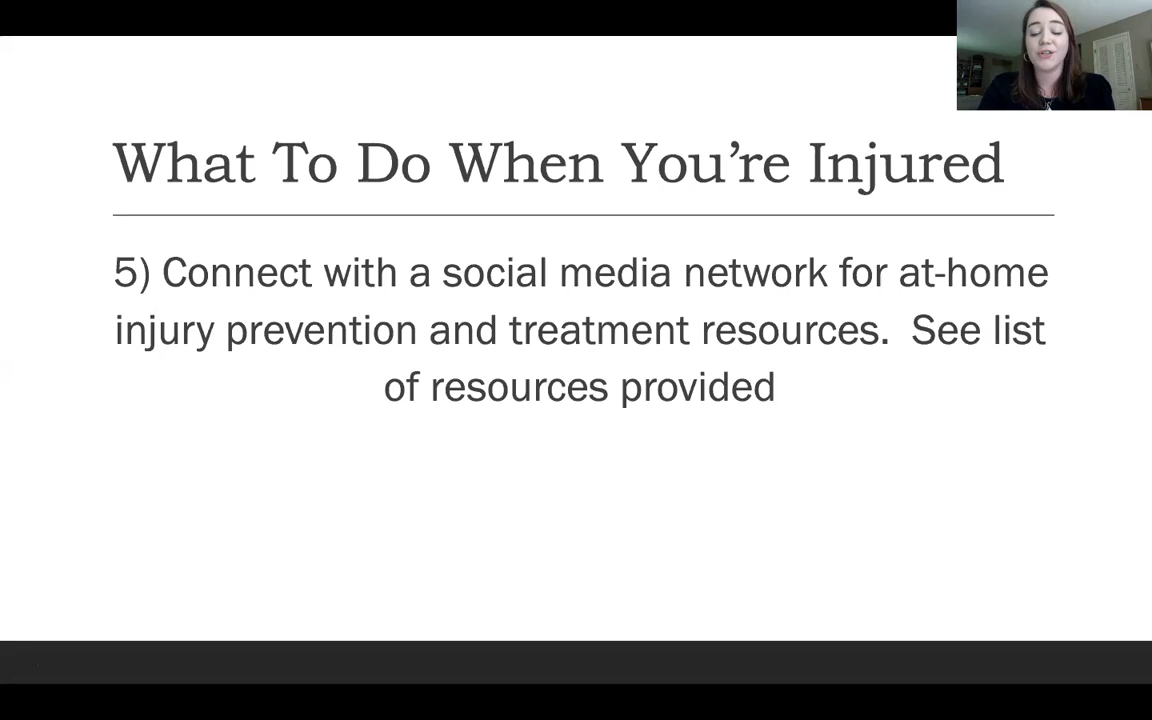 What To Do When You’re Injured
5) Connect with a social media network for at-home
injury prevention and treatment resources.  See list
of resources provided